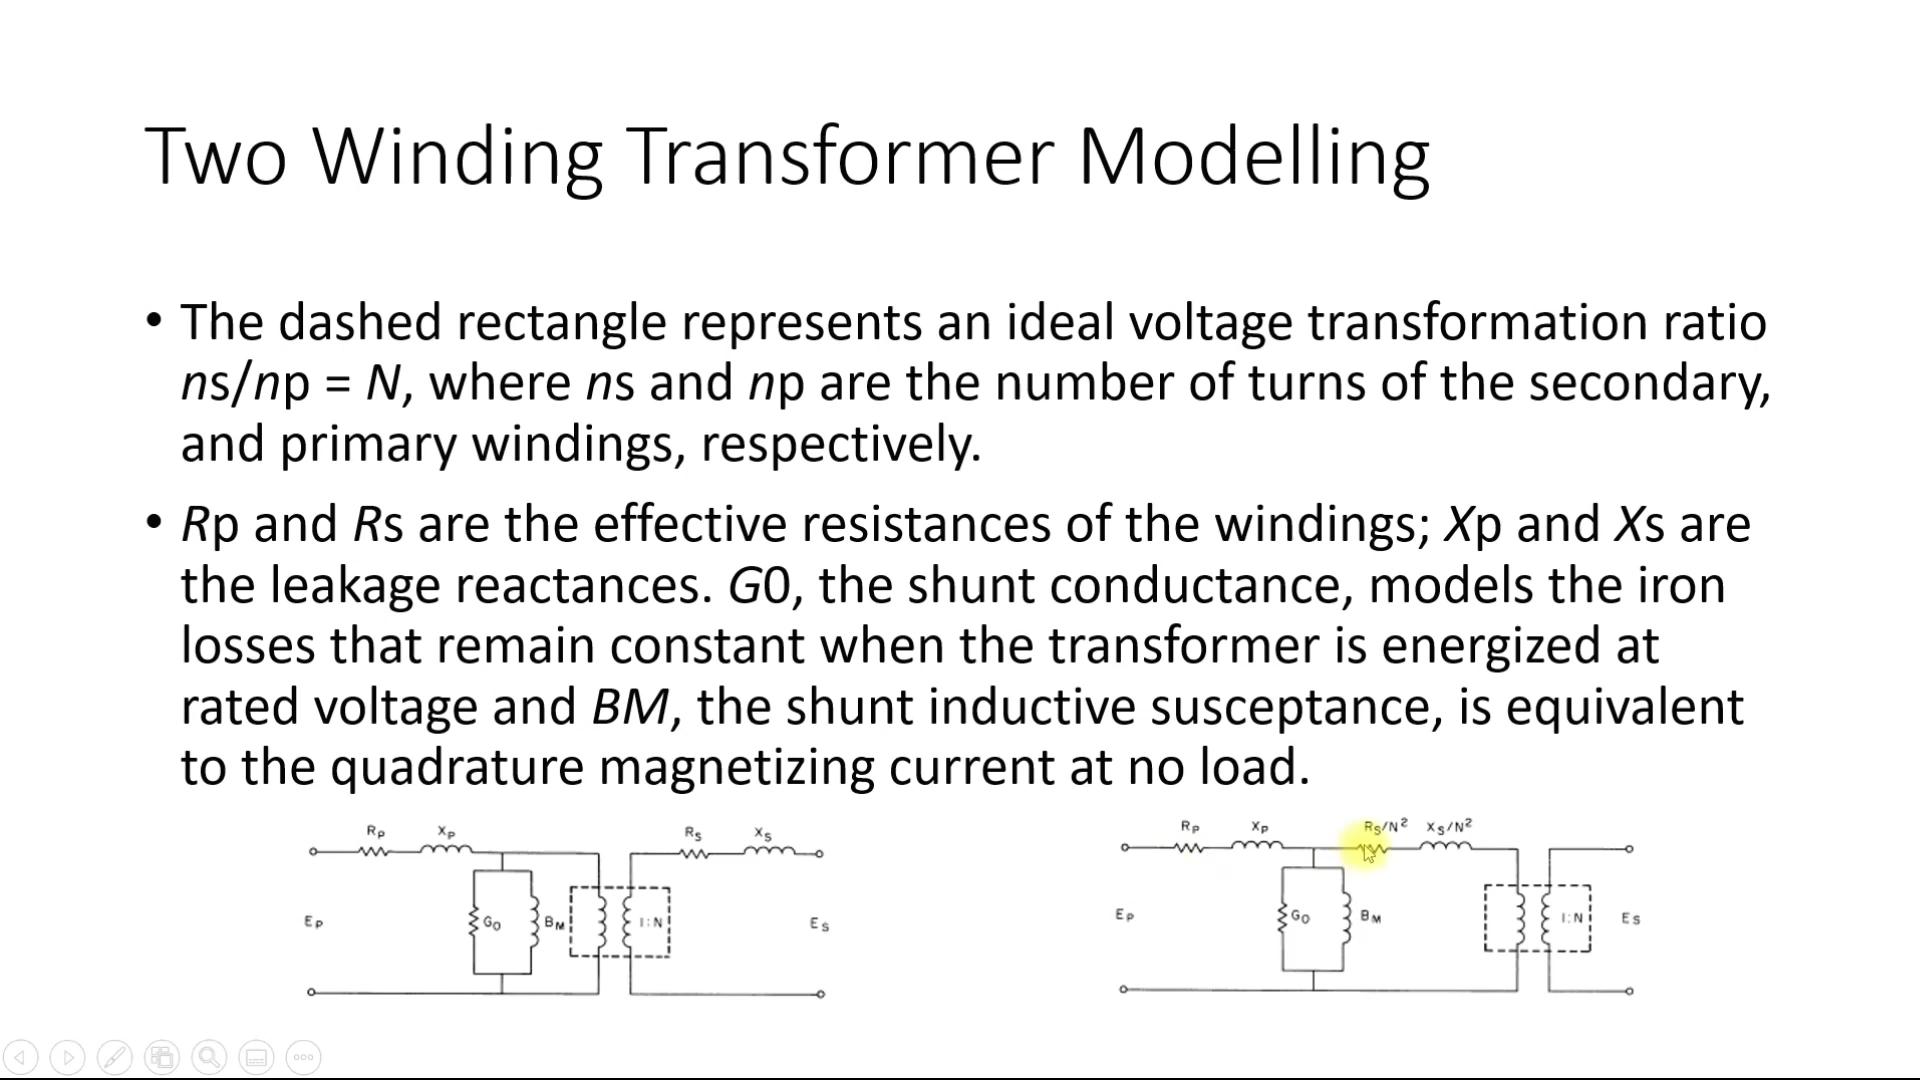 Two Winding Transformer Modelling
• The dashed rectangle represents an ideal voltage transformation ratio
ns/np = N, where ns and np are the number of turns of the secondary,
and primary windings, respectively.
• Rp and Rs are the effective resistances of the windings; Xp and Xs are
the leakage reactances. G0, the shunt conductance, models the iron
losses that remain constant when the transformer is energized at
rated voltage and BM, the shunt inductive susceptance, is equivalent
to the quadrature magnetizing current at no load.
RP XP RS XS
EP G0 BM 1:N ES
RP XP RS/N² XS/N²
EP G0 BM 1:N ES